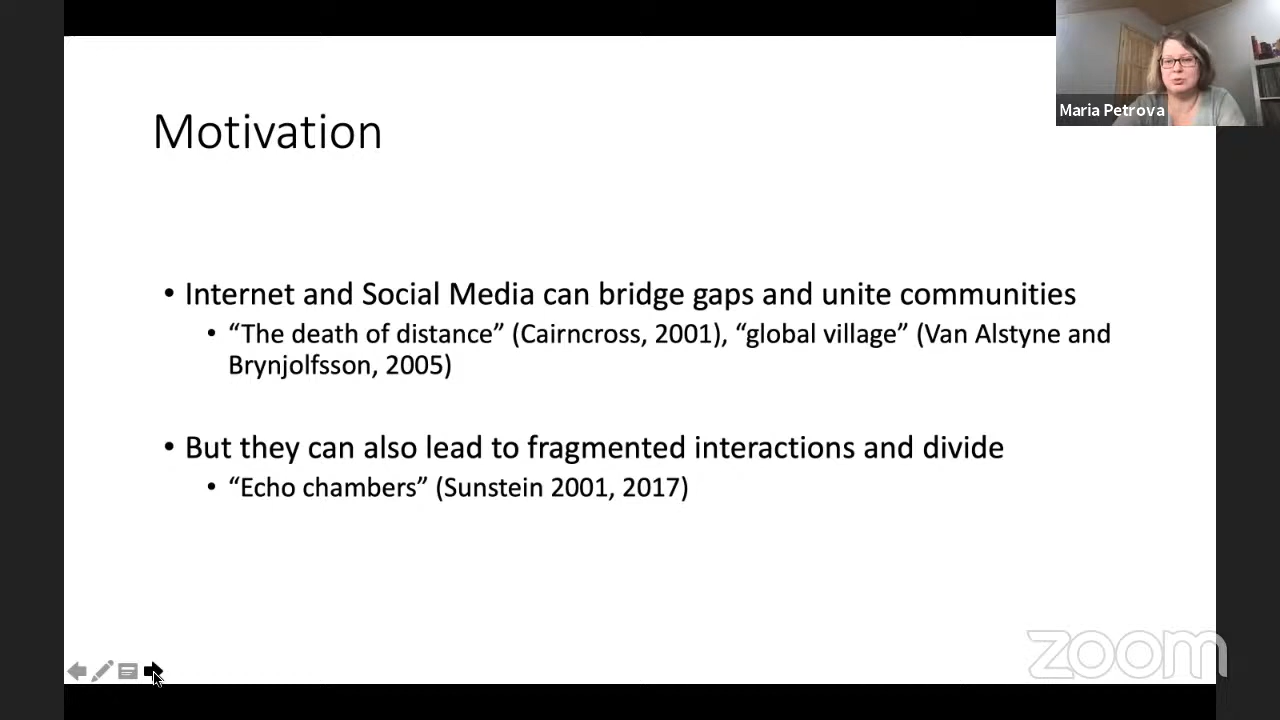 Maria Petrova
Motivation
• Internet and Social Media can bridge gaps and unite communities
• “The death of distance” (Cairncross, 2001), “global village” (Van Alstyne and
Brynjolfsson, 2005)
• But they can also lead to fragmented interactions and divide
• “Echo chambers” (Sunstein 2001, 2017)
zoom